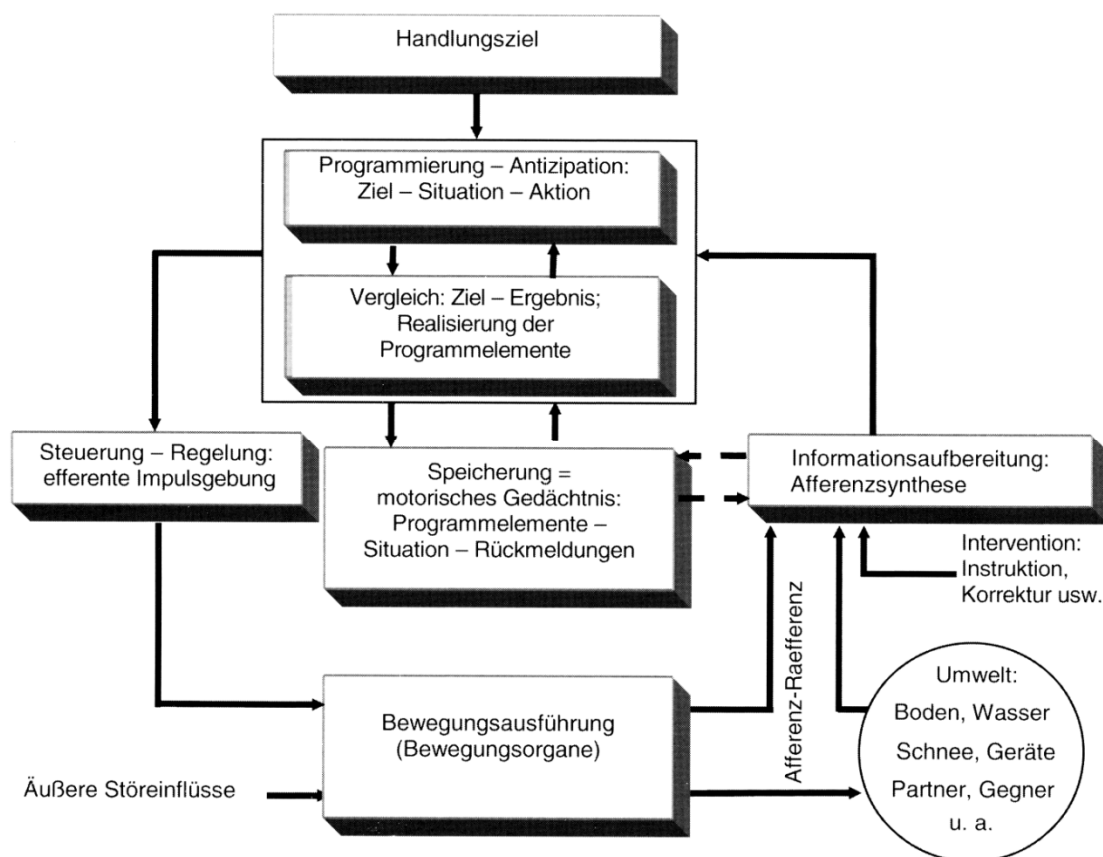 Handlungsziel
Programmierung – Antizipation:
Ziel – Situation – Aktion
Vergleich: Ziel – Ergebnis;
Realisierung der
Programmelemente
Steuerung – Regelung:
efferente Impulsgebung
Speicherung =
motorisches Gedächtnis:
Programmelemente –
Situation – Rückmeldungen
Informationsaufbereitung:
Afferenzsynthese
Intervention:
Instruktion,
Korrektur usw.
Afferenz-Raefferenz
Bewegungsausführung
(Bewegungsorgane)
Äußere Störeinflüsse
Umwelt:
Boden, Wasser
Schnee, Geräte
Partner, Gegner
u. a.